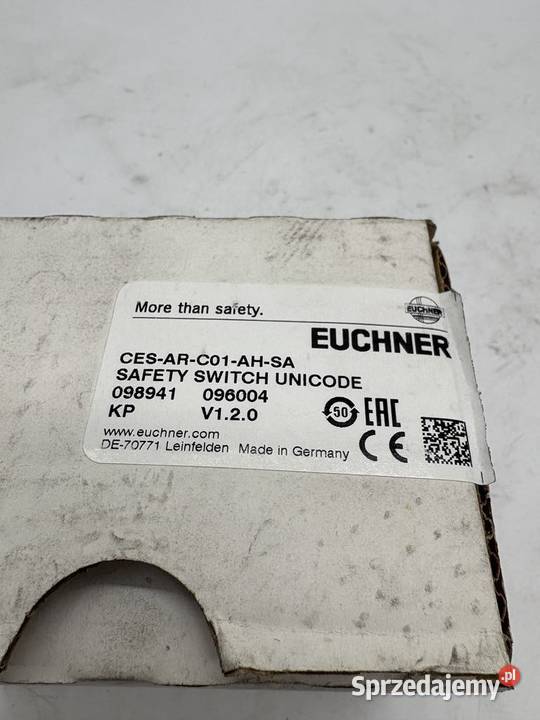 More than safety.
EUCHNER
EUCHNER
CES-AR-C01-AH-SA
SAFETY SWITCH UNICODE
098941 096004
KP V1.2.0
50 EAC
www.euchner.com
DE-70771 Leinfelden Made in Germany
CE
Sprzedajemy.pl